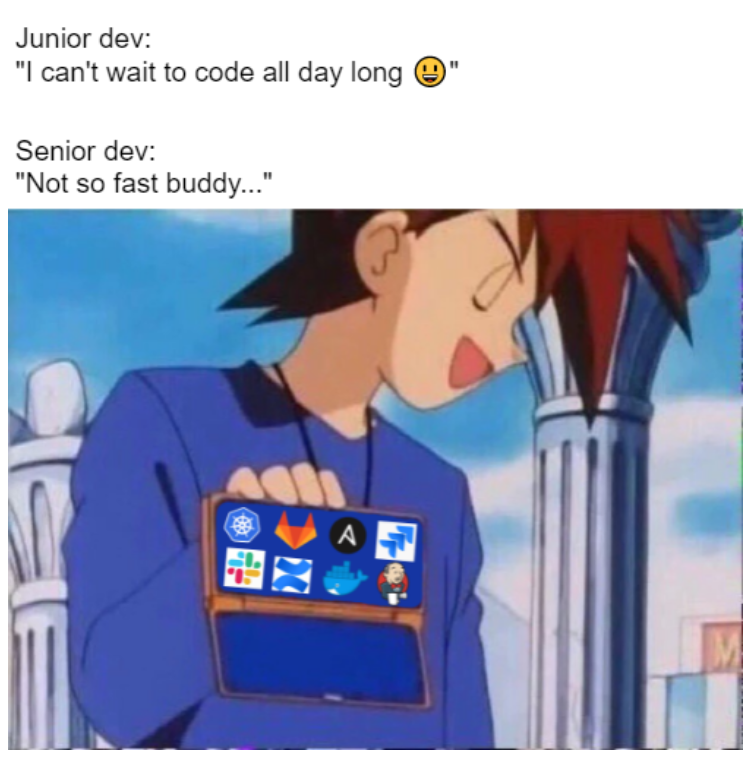 Junior dev:
"I can't wait to code all day long 😃"
Senior dev:
"Not so fast buddy..."
A
M